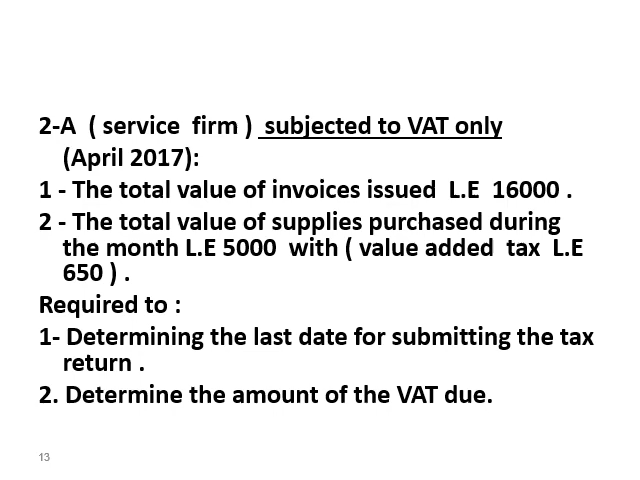 2-A ( service firm ) subjected to VAT only
(April 2017):
1 - The total value of invoices issued L.E 16000 .
2 - The total value of supplies purchased during
the month L.E 5000 with ( value added tax L.E
650 ) .
Required to :
1- Determining the last date for submitting the tax
return .
2. Determine the amount of the VAT due.
13